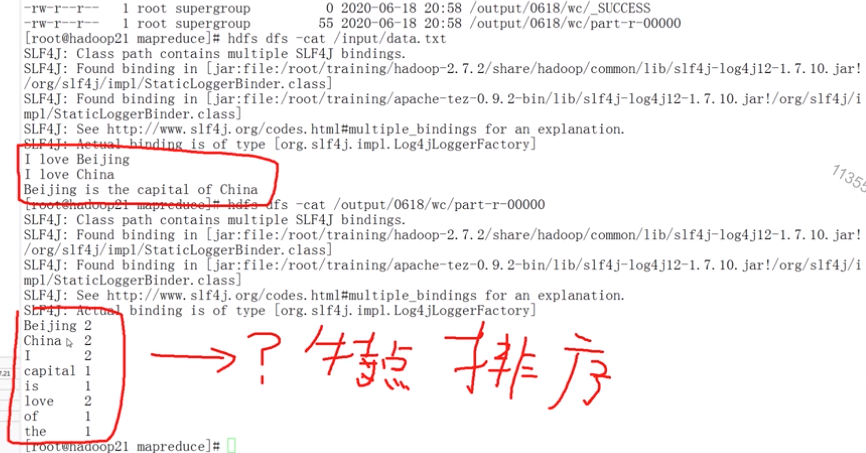 -rw-r--r--   1 root supergroup          0 2020-06-18 20:58 /output/0618/wc/_SUCCESS
-rw-r--r--   1 root supergroup         55 2020-06-18 20:58 /output/0618/wc/part-r-00000
[root@hadoop21 mapreduce]# hdfs dfs -cat /input/data.txt
SLF4J: Class path contains multiple SLF4J bindings.
SLF4J: Found binding in [jar:file:/root/training/hadoop-2.7.2/share/hadoop/common/lib/slf4j-log4j12-1.7.10.jar!
/org/slf4j/impl/StaticLoggerBinder.class]
SLF4J: Found binding in [jar:file:/root/training/apache-tez-0.9.2-bin/lib/slf4j-log4j12-1.7.10.jar!/org/slf4j/i
mpl/StaticLoggerBinder.class]
SLF4J: See http://www.slf4j.org/codes.html#multiple_bindings for an explanation.
SLF4J: Actual binding is of type [org.slf4j.impl.Log4jLoggerFactory]
I love Beijing
I love China
Beijing is the capital of China
[root@hadoop21 mapreduce]# hdfs dfs -cat /output/0618/wc/part-r-00000
SLF4J: Class path contains multiple SLF4J bindings.
SLF4J: Found binding in [jar:file:/root/training/hadoop-2.7.2/share/hadoop/common/lib/slf4j-log4j12-1.7.10.jar!
/org/slf4j/impl/StaticLoggerBinder.class]
SLF4J: Found binding in [jar:file:/root/training/apache-tez-0.9.2-bin/lib/slf4j-log4j12-1.7.10.jar!/org/slf4j/i
mpl/StaticLoggerBinder.class]
SLF4J: See http://www.slf4j.org/codes.html#multiple_bindings for an explanation.
SLF4J: Actual binding is of type [org.slf4j.impl.Log4jLoggerFactory]
Beijing 2
China 2
I 2
capital 1
is 1
love 2
of 1
the 1
? 特点 排序
[root@hadoop21 mapreduce]#